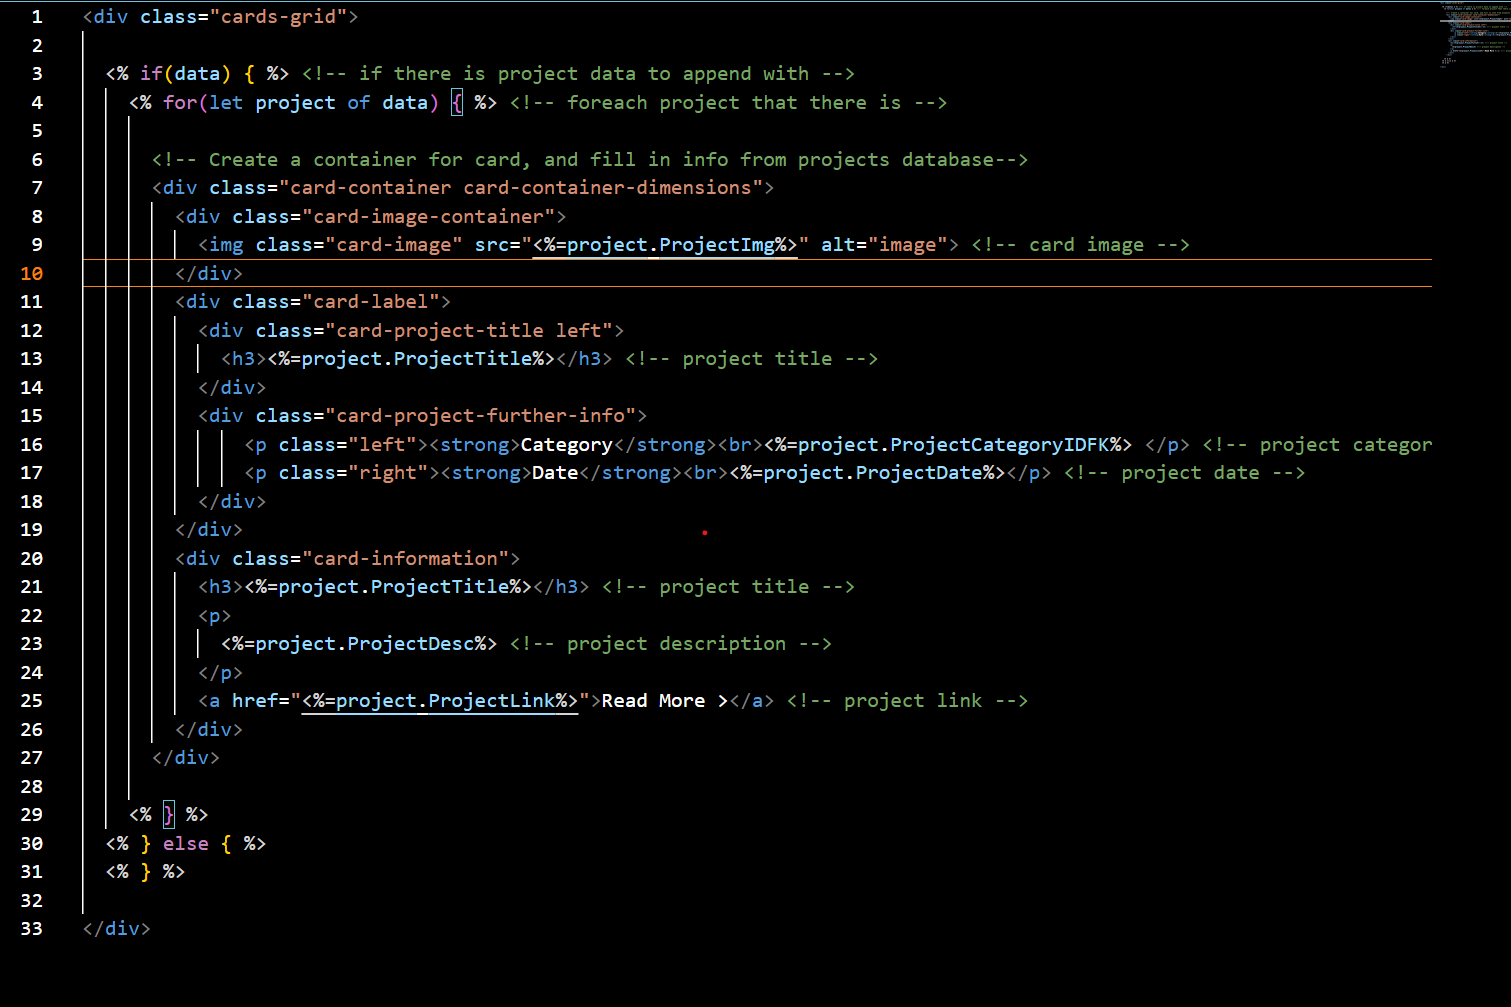 1 <div class="cards-grid">
2
3 <% if(data) { %> <!-- if there is project data to append with -->
4 <% for(let project of data) { %> <!-- foreach project that there is -->
5
6 <!-- Create a container for card, and fill in info from projects database-->
7 <div class="card-container card-container-dimensions">
8 <div class="card-image-container">
9 <img class="card-image" src="<%=project.ProjectImg%>" alt="image"> <!-- card image -->
10 </div>
11 <div class="card-label">
12 <div class="card-project-title left">
13 <h3><%=project.ProjectTitle%></h3> <!-- project title -->
14 </div>
15 <div class="card-project-further-info">
16 <p class="left"><strong>Category</strong><br><%=project.ProjectCategoryIDFK%> </p> <!-- project categor
17 <p class="right"><strong>Date</strong><br><%=project.ProjectDate%></p> <!-- project date -->
18 </div>
19 </div>
20 <div class="card-information">
21 <h3><%=project.ProjectTitle%></h3> <!-- project title -->
22 <p>
23 <%=project.ProjectDesc%> <!-- project description -->
24 </p>
25 <a href="<%=project.ProjectLink%>">Read More ></a> <!-- project link -->
26 </div>
27 </div>
28
29 <% } %>
30 <% } else { %>
31 <% } %>
32
33 </div>